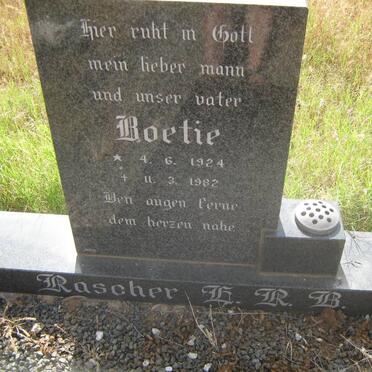 Hier ruht in Gott
mein lieber mann
und unser vater
Boetie
* 4. 6. 1924
† 11. 3. 1982
Den augen ferne
dem herzen nahe
Rascher E. R. B.